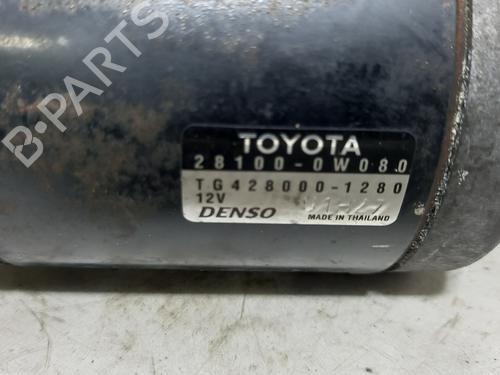 TOYOTA
28100-0W080
TG428000-1280
12V
DENSO
MADE IN THAILAND
B-PARTS